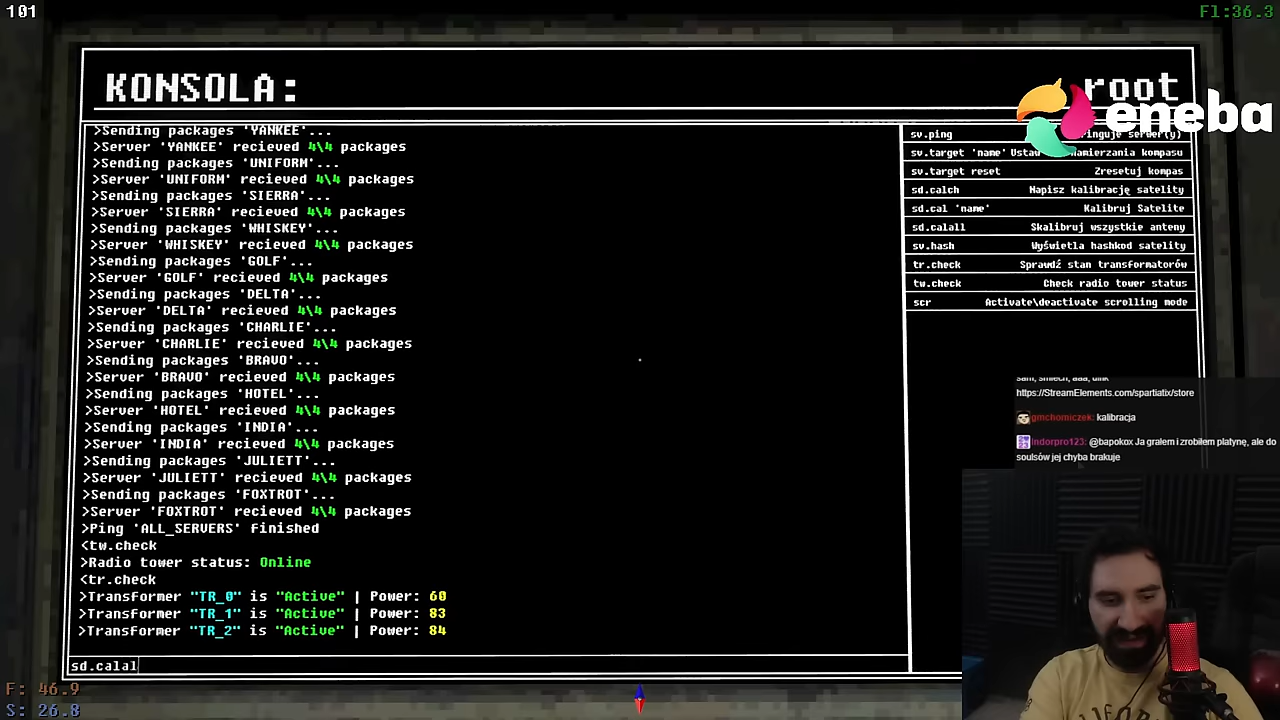 101
F1:36.3
KONSOLA:
root
eneba
>Sending packages 'YANKEE'...
>Server 'YANKEE' recieved 4\4 packages
>Sending packages 'UNIFORM'...
>Server 'UNIFORM' recieved 4\4 packages
>Sending packages 'SIERRA'...
>Server 'SIERRA' recieved 4\4 packages
>Sending packages 'WHISKEY'...
>Server 'WHISKEY' recieved 4\4 packages
>Sending packages 'GOLF'...
>Server 'GOLF' recieved 4\4 packages
>Sending packages 'DELTA'...
>Server 'DELTA' recieved 4\4 packages
>Sending packages 'CHARLIE'...
>Server 'CHARLIE' recieved 4\4 packages
>Sending packages 'BRAVO'...
>Server 'BRAVO' recieved 4\4 packages
>Sending packages 'HOTEL'...
>Server 'HOTEL' recieved 4\4 packages
>Sending packages 'INDIA'...
>Server 'INDIA' recieved 4\4 packages
>Sending packages 'JULIETT'...
>Server 'JULIETT' recieved 4\4 packages
>Sending packages 'FOXTROT'...
>Server 'FOXTROT' recieved 4\4 packages
>Ping 'ALL_SERVERS' finished
<tw.check
>Radio tower status: Online
<tr.check
>Transformer "TR_0" is "Active" | Power: 60
>Transformer "TR_1" is "Active" | Power: 83
>Transformer "TR_2" is "Active" | Power: 84
sd.calal
sv.ping
sv.target 'name'
sv.target reset Zresetuj kompas
sd.calch Napisz kalibrację satelity
sd.cal 'name' Kalibruj Satelite
sd.calall Skalibruj wszystkie anteny
sv.hash Wyświetla hashkod satelity
tr.check Sprawdź stan transformatorów
tw.check Check radio tower status
scr Activate\deactivate scrolling mode
https://StreamElements.com/spartiatix/store
gmchomiczek: kalibracja
Indorpro123: @bapokox Ja grałem i zrobiłem platynę, ale do
soulsów jej chyba brakuje
F: 46.9
S: 26.8